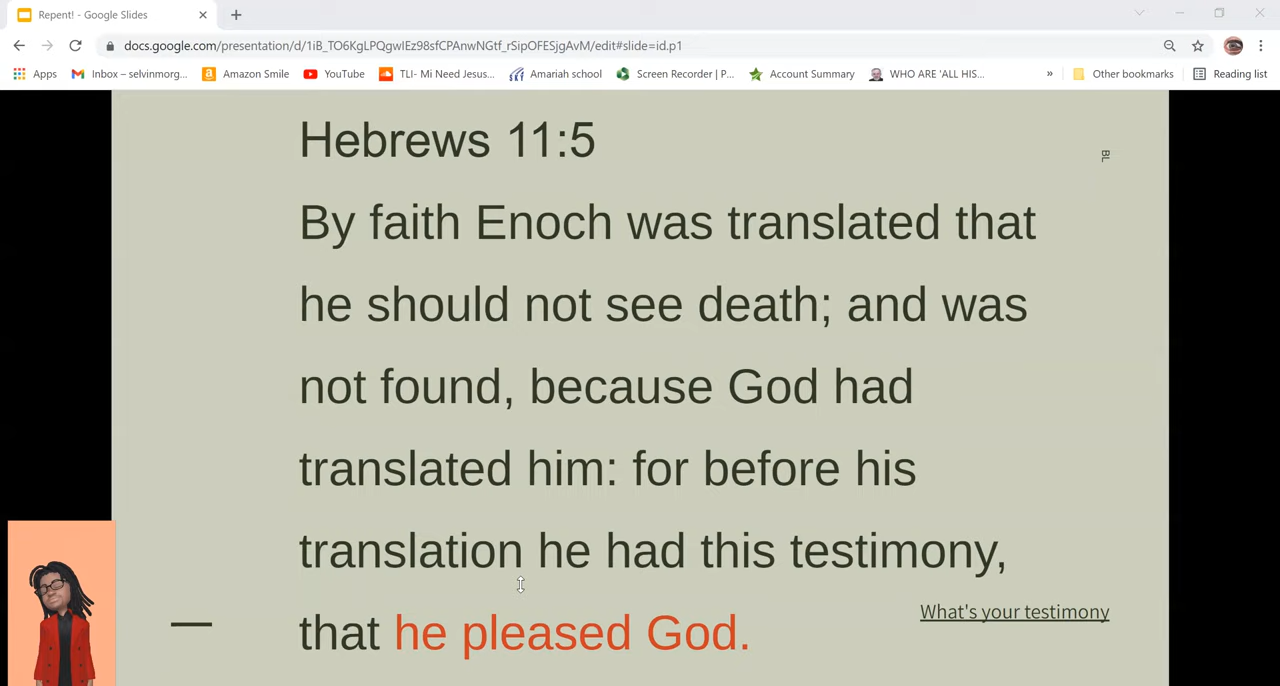 Repent! - Google Slides
docs.google.com/presentation/d/1iB_TO6KgLPQgwIEz98sfCPAnwNGtf_rSipOFESjgAvM/edit#slide=id.p1
Apps Inbox – selvinmorg... Amazon Smile YouTube TLI- Mi Need Jesus... Amariah school Screen Recorder | P... Account Summary WHO ARE 'ALL HIS... » Other bookmarks Reading list
Hebrews 11:5
BL
By faith Enoch was translated that
he should not see death; and was
not found, because God had
translated him: for before his
translation he had this testimony,
that he pleased God.
What's your testimony